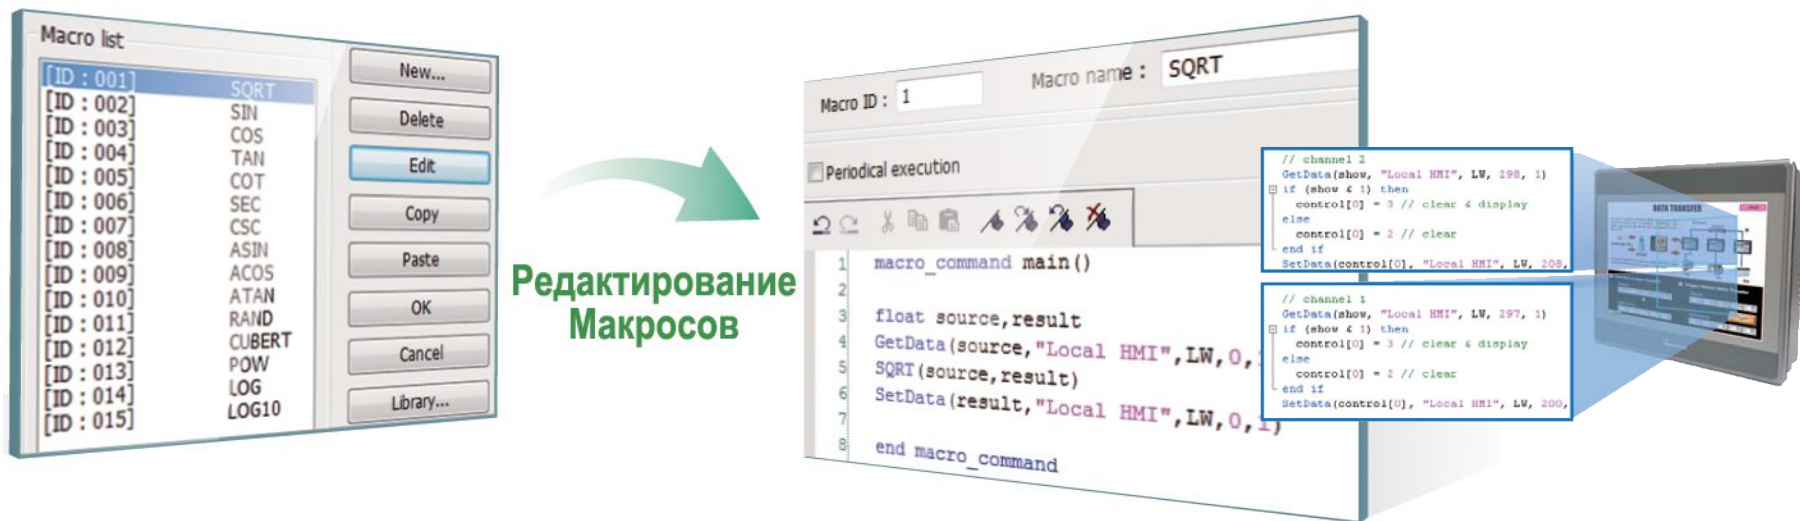 Macro list
[ID : 001] SQRT
[ID : 002] SIN
[ID : 003] COS
[ID : 004] TAN
[ID : 005] COT
[ID : 006] SEC
[ID : 007] CSC
[ID : 008] ASIN
[ID : 009] ACOS
[ID : 010] ATAN
[ID : 011] RAND
[ID : 012] CUBERT
[ID : 013] POW
[ID : 014] LOG
[ID : 015] LOG10
New...
Delete
Edit
Copy
Paste
OK
Cancel
Library...
Редактирование
Макросов
Macro ID : 1
Macro name : SQRT
Periodical execution
1 macro_command main()
2
3 float source,result
4 GetData(source,"Local HMI",LW,0,
5 SQRT(source,result)
6 SetData(result,"Local HMI",LW,0,1)
7
8 end macro_command
// channel 2
GetData(show, "Local HMI", LW, 298, 1)
if (show & 1) then
control[0] = 3 // clear & display
else
control[0] = 2 // clear
end if
SetData(control[0], "Local HMI", LW, 208,
// channel 1
GetData(show, "Local HMI", LW, 297, 1)
if (show & 1) then
control[0] = 3 // clear & display
else
control[0] = 2 // clear
end if
SetData(control[0], "Local HMI", LW, 200,
DATA TRANSFER